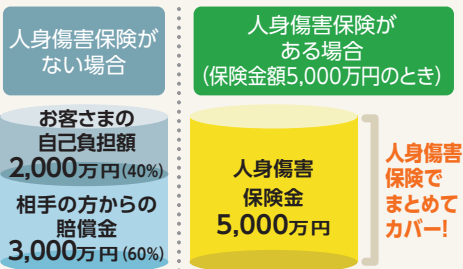 人身傷害保険が
ない場合
お客さまの
自己負担額
2,000万円(40%)
相手の方からの
賠償金
3,000万円(60%)
人身傷害保険が
ある場合
(保険金額5,000万円のとき)
人身傷害
保険金
5,000万円
人身傷害
保険で
まとめて
カバー!